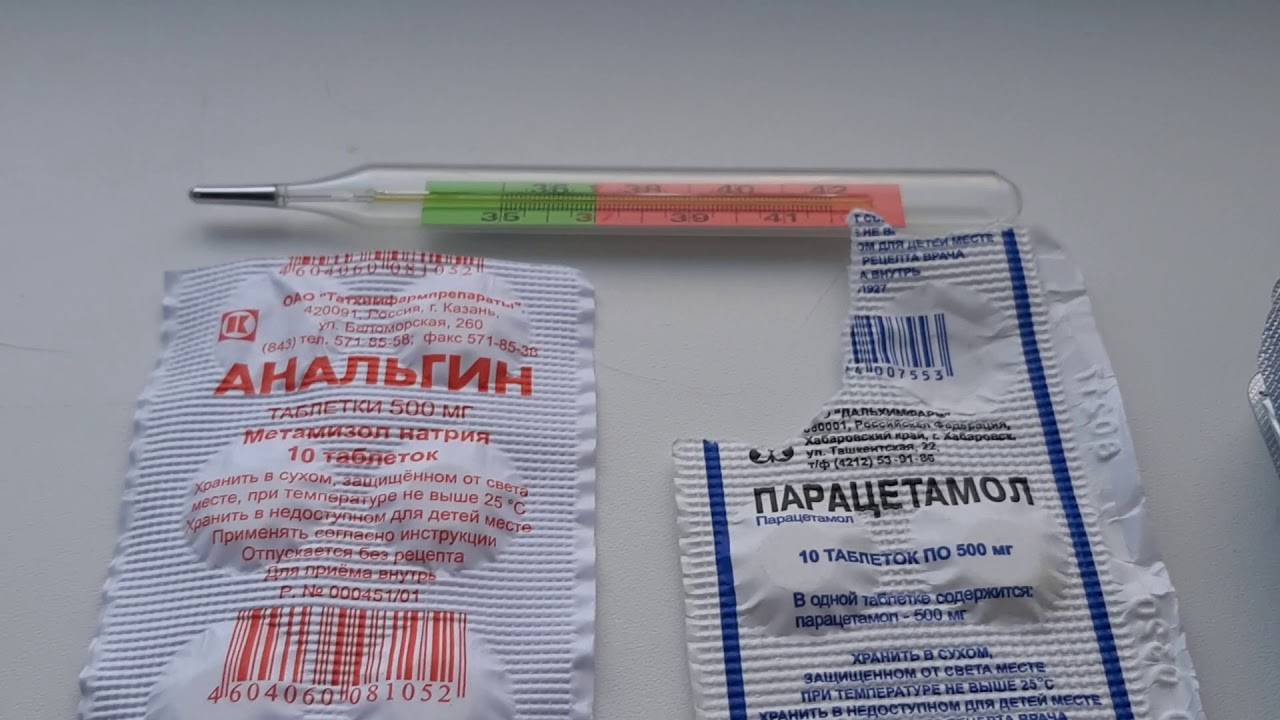 36 38 40 42
35 37 39 41
4604060081052
ОАО "Татхимфармпрепараты".
420091, Россия, г. Казань,
ул. Беломорская, 260
(843) тел. 571-85-58; факс 571-85-38
АНАЛЬГИН
ТАБЛЕТКИ 500 МГ
Метамизол натрия
10 таблеток
Хранить в сухом, защищённом от света
месте, при температуре не выше 25 °С
Хранить в недоступном для детей месте
Применять согласно инструкции
Отпускается без рецепта
Для приёма внутрь
Р. № 000451/01
4604060081052
ОМ ДЛЯ ДЕТЕЙ МЕСТЕ
РЕЦЕПТА ВРАЧА
ВНУТРЬ
/1927
4007553
"ДАЛЬХИМФАРМ"
680001, Российская Федерация,
Хабаровский край, г. Хабаровск,
ул. Ташкентская, 22,
т/ф (4212) 53-91-86
ПАРАЦЕТАМОЛ
Парацетамол
10 ТАБЛЕТОК ПО 500 мг
В одной таблетке содержится:
парацетамол - 500 мг
ХРАНИТЬ В СУХОМ,
ЗАЩИЩЕННОМ ОТ СВЕТА МЕСТЕ
ПРИ ТЕМПЕРАТУРЕ НЕ ВЫШЕ 25°С
ХРАНИТЬ В НЕДОСТУПНОМ ДЛЯ ДЕТЕЙ МЕСТЕ